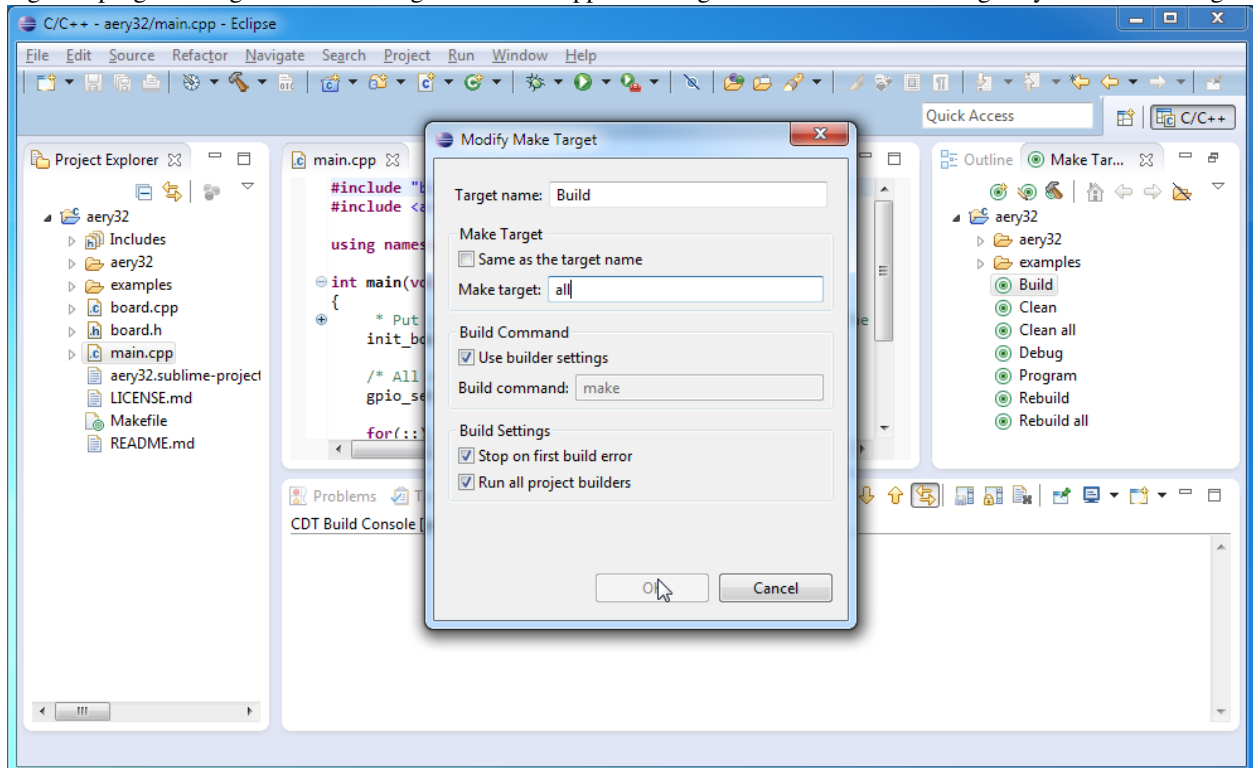 C/C++ - aery32/main.cpp - Eclipse
File Edit Source Refactor Navigate Search Project Run Window Help
Quick Access
C/C++
Project Explorer
aery32
Includes
aery32
examples
board.cpp
board.h
main.cpp
aery32.sublime-project
LICENSE.md
Makefile
README.md
main.cpp
#include "b
#include <a
using names
int main(vo
{
* Put
init_bo
/* All
gpio_se
for(;;)
Modify Make Target
Target name: Build
Make Target
Same as the target name
Make target: all
Build Command
Use builder settings
Build command: make
Build Settings
Stop on first build error
Run all project builders
Cancel
Outline Make Tar...
aery32
aery32
examples
Build
Clean
Clean all
Debug
Program
Rebuild
Rebuild all
Problems T
CDT Build Console [